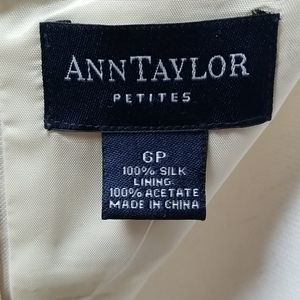 ANNTAYLOR
PETITES
6P
100% SILK
LINING
100% ACETATE
MADE IN CHINA